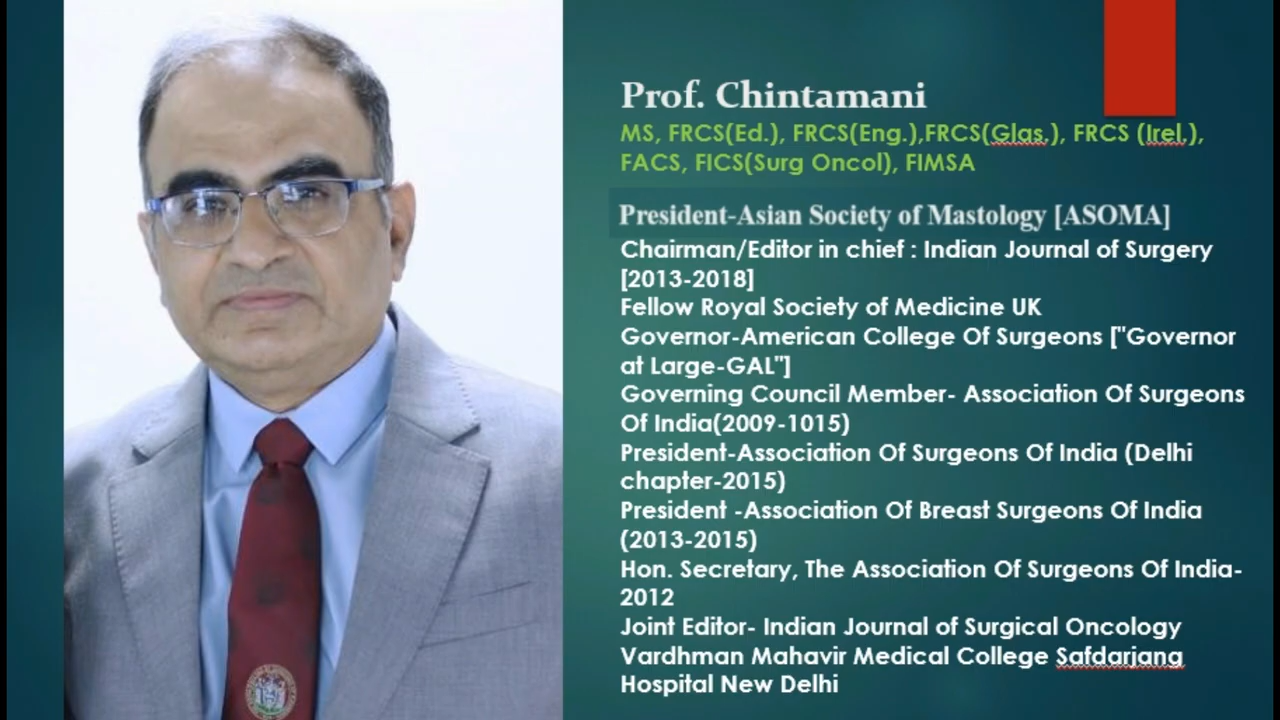 Prof. Chintamani
MS, FRCS(Ed.), FRCS(Eng.),FRCS(Glas.), FRCS (Irel.),
FACS, FICS(Surg Oncol), FIMSA
President-Asian Society of Mastology [ASOMA]
Chairman/Editor in chief : Indian Journal of Surgery
[2013-2018]
Fellow Royal Society of Medicine UK
Governor-American College Of Surgeons ["Governor
at Large-GAL"]
Governing Council Member- Association Of Surgeons
Of India(2009-1015)
President-Association Of Surgeons Of India (Delhi
chapter-2015)
President -Association Of Breast Surgeons Of India
(2013-2015)
Hon. Secretary, The Association Of Surgeons Of India-
2012
Joint Editor- Indian Journal of Surgical Oncology
Vardhman Mahavir Medical College Safdarjang
Hospital New Delhi